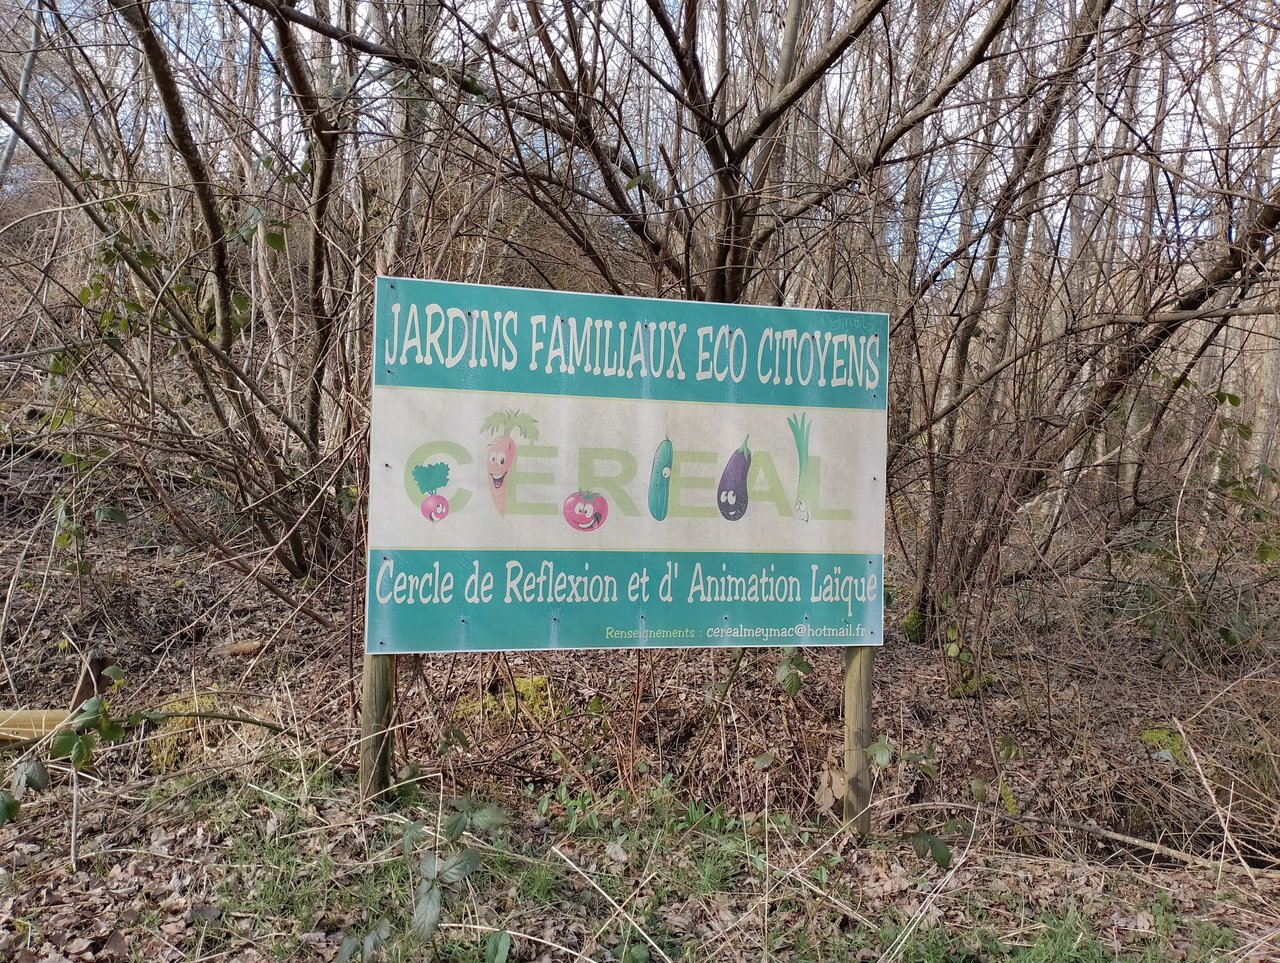 JARDINS FAMILIAUX ECO CITOYENS
CEREAL
Cercle de Reflexion et d' Animation Laïque
Renseignements : cerealmeymac@hotmail.fr